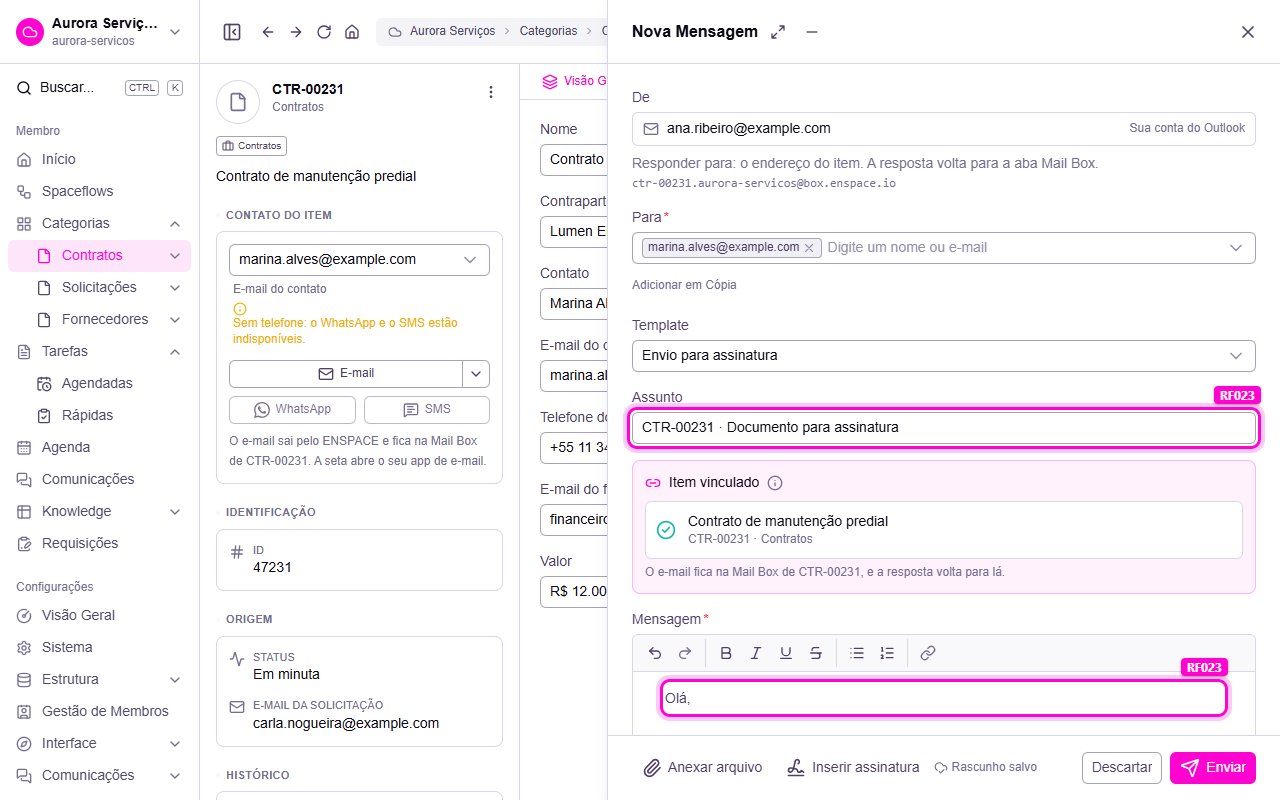 Aurora Serviç...
aurora-servicos
Buscar...
CTRL
K
Membro
Início
Spaceflows
Categorias
Contratos
Solicitações
Fornecedores
Tarefas
Agendadas
Rápidas
Agenda
Comunicações
Knowledge
Requisições
Configurações
Visão Geral
Sistema
Estrutura
Gestão de Membros
Interface
Comunicações
Aurora Serviços
Categorias
CTR-00231
Contratos
Contratos
Contrato de manutenção predial
CONTATO DO ITEM
marina.alves@example.com
E-mail do contato
Sem telefone: o WhatsApp e o SMS estão
indisponíveis.
E-mail
WhatsApp
SMS
O e-mail sai pelo ENSPACE e fica na Mail Box
de CTR-00231. A seta abre o seu app de e-mail.
IDENTIFICAÇÃO
ID
47231
ORIGEM
STATUS
Em minuta
E-MAIL DA SOLICITAÇÃO
carla.nogueira@example.com
HISTÓRICO
Visão G
Nome
Contrato
Contrapart
Lumen E
Contato
Marina Al
E-mail do c
marina.al
Telefone do
+55 11 34
E-mail do f
financeiro
Valor
R$ 12.00
Nova Mensagem
De
ana.ribeiro@example.com
Sua conta do Outlook
Responder para: o endereço do item. A resposta volta para a aba Mail Box.
ctr-00231.aurora-servicos@box.enspace.io
Para*
marina.alves@example.com
Digite um nome ou e-mail
Adicionar em Cópia
Template
Envio para assinatura
Assunto
RF023
CTR-00231 · Documento para assinatura
Item vinculado
Contrato de manutenção predial
CTR-00231 · Contratos
O e-mail fica na Mail Box de CTR-00231, e a resposta volta para lá.
Mensagem*
RF023
Olá,
Anexar arquivo
Inserir assinatura
Rascunho salvo
Descartar
Enviar